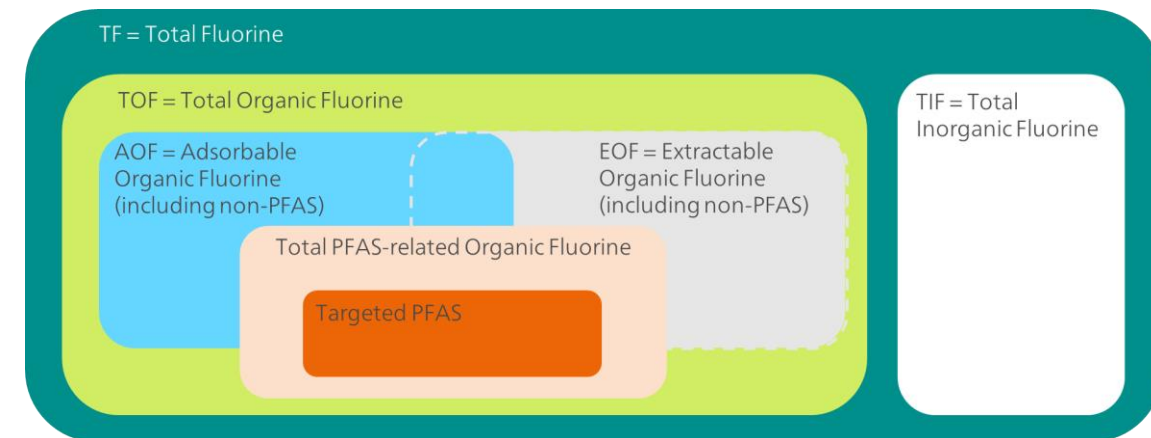 TF = Total Fluorine
TOF = Total Organic Fluorine
TIF = Total
Inorganic Fluorine
AOF = Adsorbable
Organic Fluorine
(including non-PFAS)
EOF = Extractable
Organic Fluorine
(including non-PFAS)
Total PFAS-related Organic Fluorine
Targeted PFAS